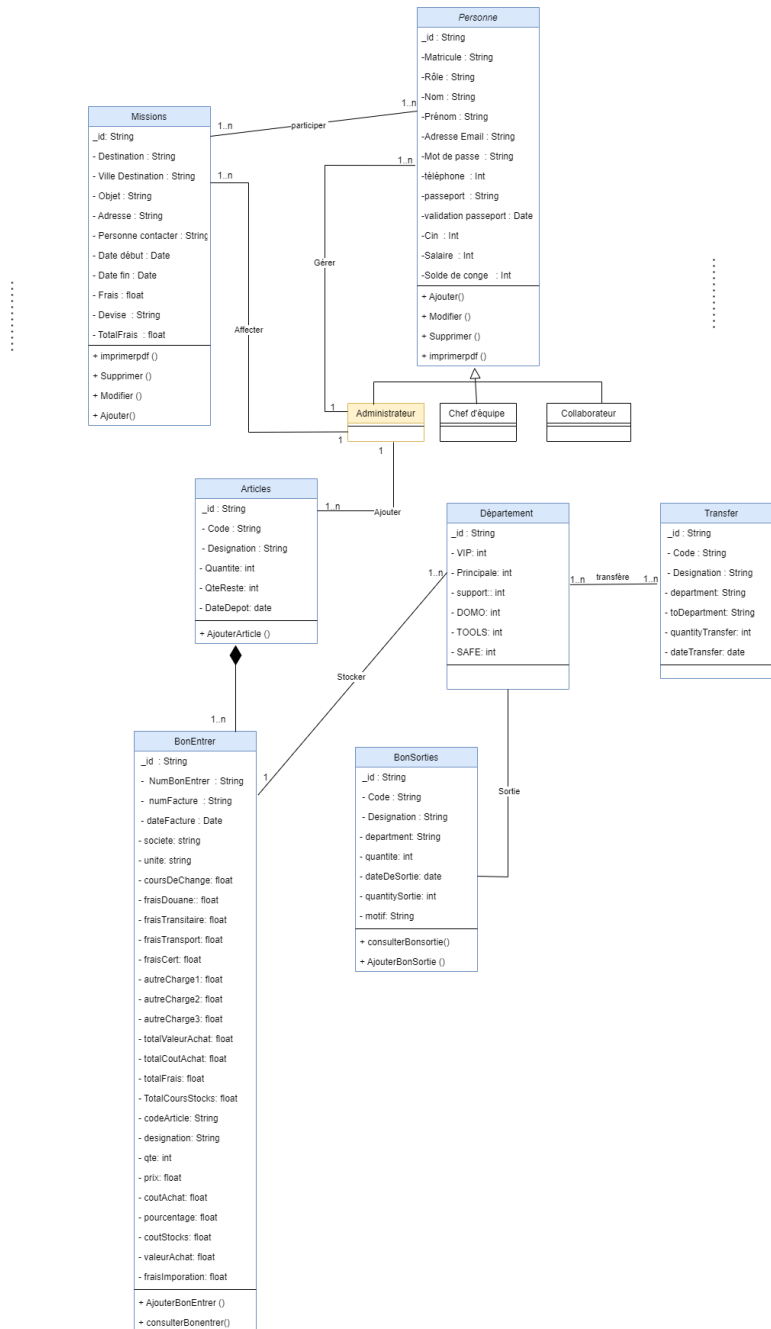 Personne
_id : String
-Matricule : String
-Rôle : String
-Nom : String
-Prénom : String
-Adresse Email : String
-Mot de passe : String
-téléphone : Int
-passeport : String
-validation passeport : Date
-Cin : Int
-Salaire : Int
-Solde de conge : Int
+ Ajouter()
+ Modifier ()
+ Supprimer ()
+ imprimerpdf ()
Missions
_id: String
- Destination : String
- Ville Destination : String
- Objet : String
- Adresse : String
- Personne contacter : String
- Date début : Date
- Date fin : Date
- Frais : float
- Devise : String
- TotalFrais : float
+ imprimerpdf ()
+ Supprimer ()
+ Modifier ()
+ Ajouter()
1..n
participer
1..n
1..n
1..n
Gérer
Affecter
1
1
1
Administrateur
Chef d'équipe
Collaborateur
Articles
_id : String
- Code : String
- Designation : String
- Quantite: int
- QteReste: int
- DateDepot: date
+ AjouterArticle ()
1..n
Ajouter
Département
_id : String
- VIP: int
- Principale: int
- support:: int
- DOMO: int
- TOOLS: int
- SAFE: int
1..n
1..n
transfère
1..n
Transfer
_id : String
- Code : String
- Designation : String
- department: String
- toDepartment: String
- quantityTransfer: int
- dateTransfer: date
Stocker
1..n
1
Sortie
BonEntrer
_id : String
- NumBonEntrer : String
- numFacture : String
- dateFacture : Date
- societe: string
- unite: string
- coursDeChange: float
- fraisDouane:: float
- fraisTransitaire: float
- fraisTransport: float
- fraisCert: float
- autreCharge1: float
- autreCharge2: float
- autreCharge3: float
- totalValeurAchat: float
- totalCoutAchat: float
- totalFrais: float
- TotalCoursStocks: float
- codeArticle: String
- designation: String
- qte: int
- prix: float
- coutAchat: float
- pourcentage: float
- coutStocks: float
- valeurAchat: float
- fraisImporation: float
+ AjouterBonEntrer ()
+ consulterBonentrer()
BonSorties
_id : String
- Code : String
- Designation : String
- department: String
- quantite: int
- dateDeSortie: date
- quantitySortie: int
- motif: String
+ consulterBonsortie()
+ AjouterBonSortie ()